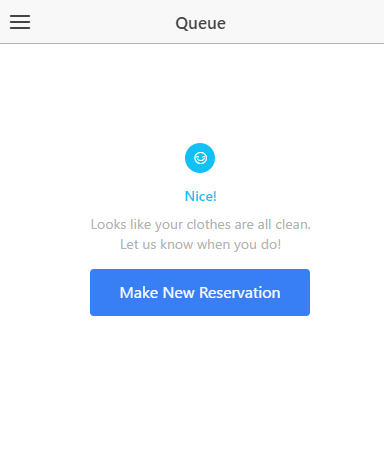 Queue
Nice!
Looks like your clothes are all clean.
Let us know when you do!
Make New Reservation